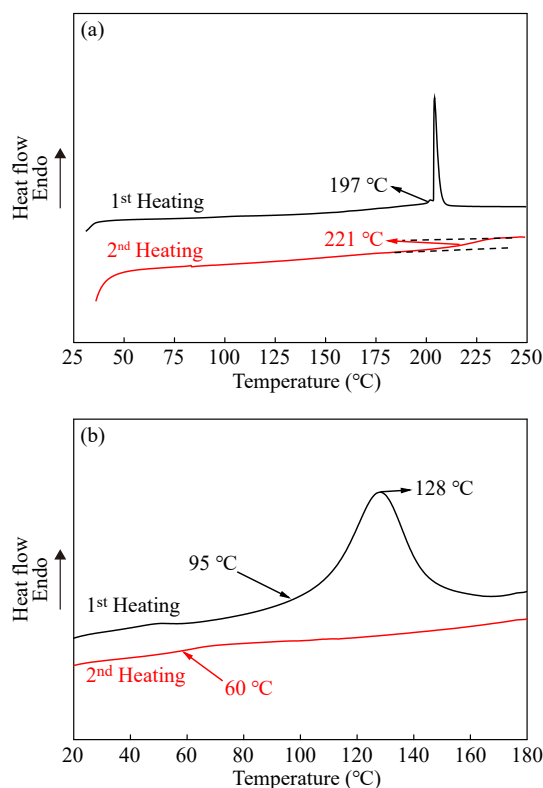 (a)
Heat flow
Endo
197 °C
1st Heating
221 °C
2nd Heating
25 50 75 100 125 150 175 200 225 250
Temperature (°C)
(b)
Heat flow
Endo
128 °C
95 °C
1st Heating
2nd Heating
60 °C
20 40 60 80 100 120 140 160 180
Temperature (°C)